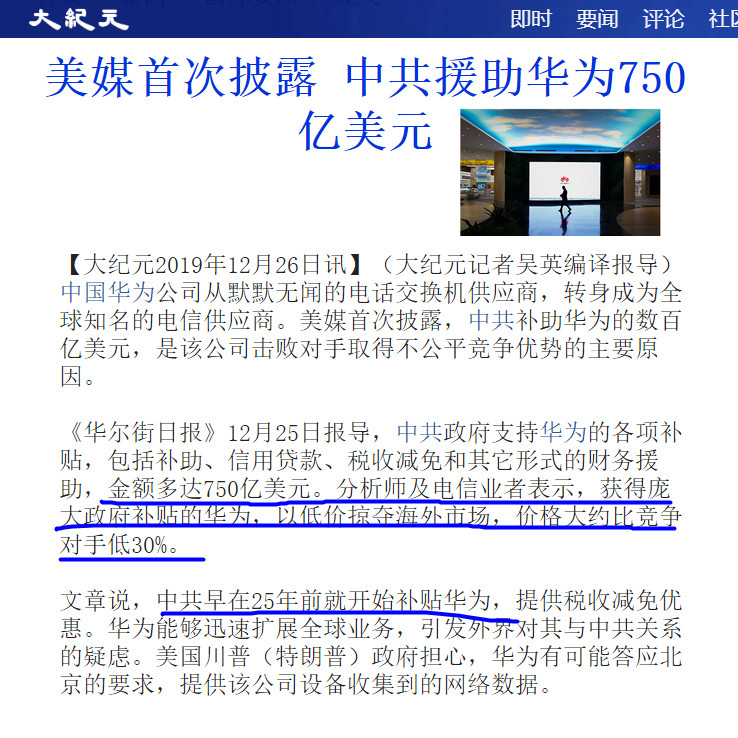 大紀元
即时 要闻 评论 社区
美媒首次披露 中共援助华为750
亿美元
【大纪元2019年12月26日讯】（大纪元记者吴英编译报导）
中国华为公司从默默无闻的电话交换机供应商，转身成为全
球知名的电信供应商。美媒首次披露，中共补助华为的数百
亿美元，是该公司击败对手取得不公平竞争优势的主要原
因。
《华尔街日报》12月25日报导，中共政府支持华为的各项补
贴，包括补助、信用贷款、税收减免和其它形式的财务援
助，金额多达750亿美元。分析师及电信业者表示，获得庞
大政府补贴的华为，以低价掠夺海外市场，价格大约比竞争
对手低30%。
文章说，中共早在25年前就开始补贴华为，提供税收减免优
惠。华为能够迅速扩展全球业务，引发外界对其与中共关系
的疑虑。美国川普（特朗普）政府担心，华为有可能答应北
京的要求，提供该公司设备收集到的网络数据。